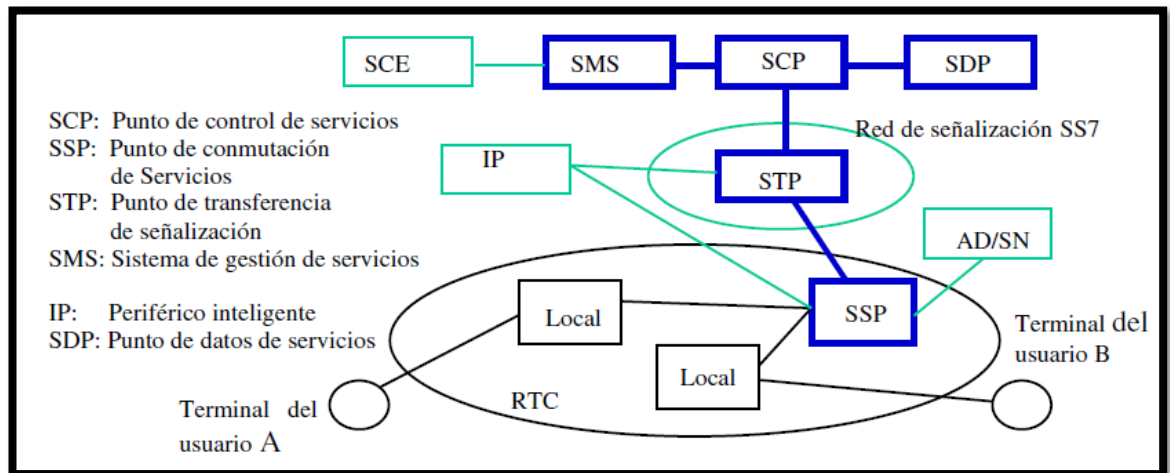 SCE
SMS
SCP
SDP
SCP: Punto de control de servicios
SSP: Punto de conmutación
de Servicios
STP: Punto de transferencia
de señalización
SMS: Sistema de gestión de servicios
IP: Periférico inteligente
SDP: Punto de datos de servicios
Red de señalización SS7
IP
STP
AD/SN
SSP
Local
Local
RTC
Terminal del
usuario B
Terminal del
usuario A